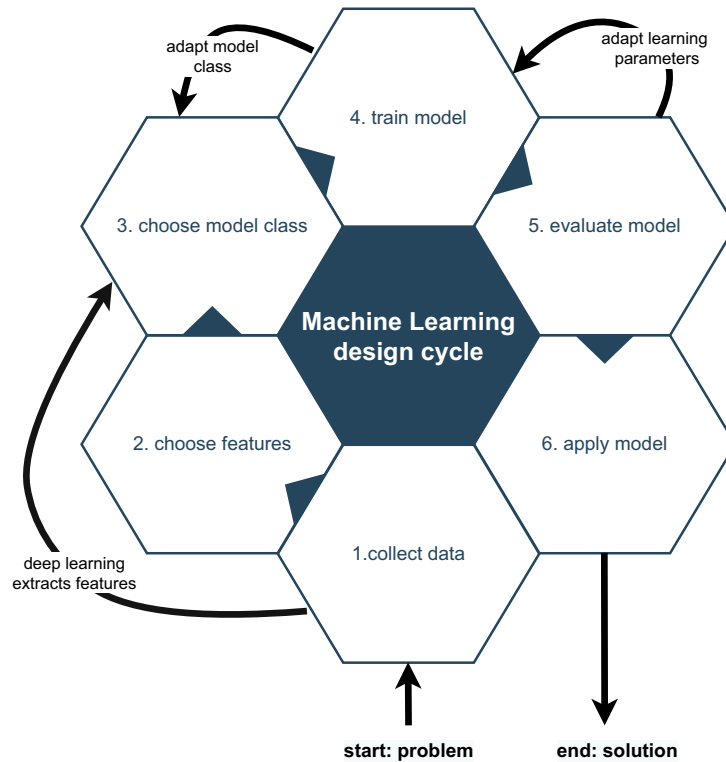 adapt model
class
adapt learning
parameters
4. train model
3. choose model class
5. evaluate model
Machine Learning
design cycle
2. choose features
6. apply model
1.collect data
deep learning
extracts features
start: problem
end: solution